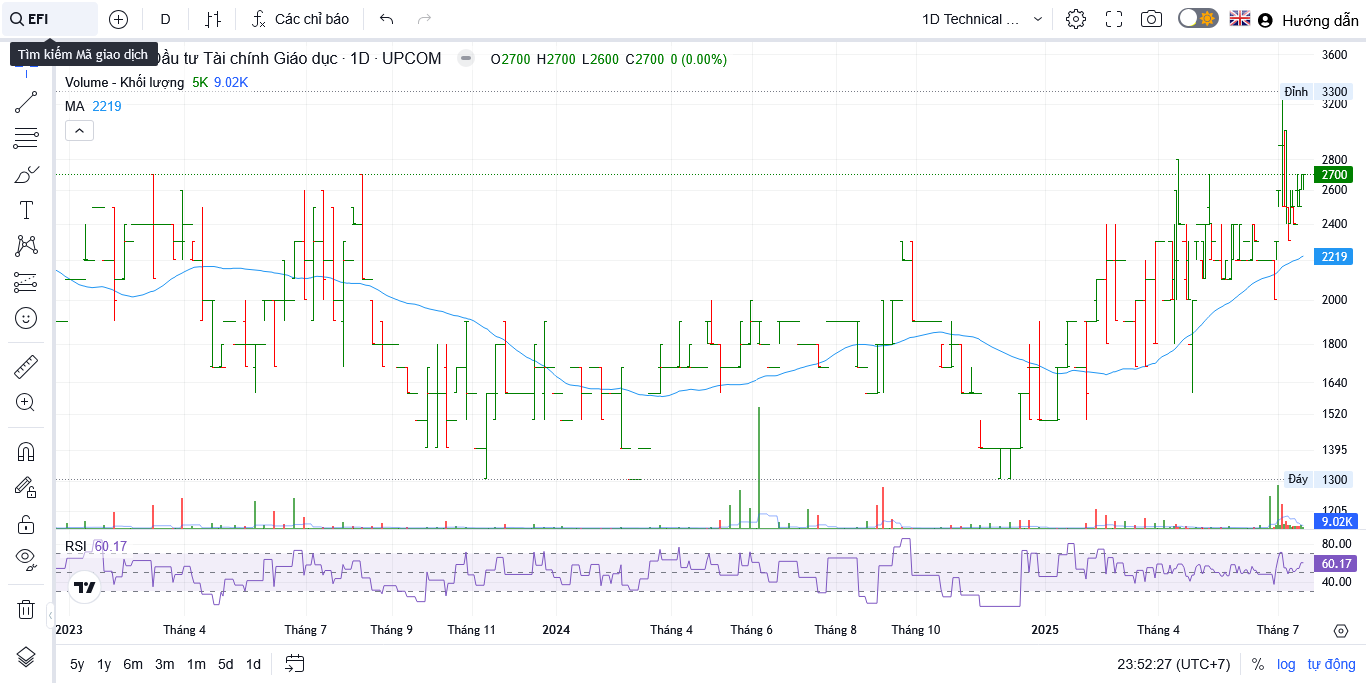 EFI D Các chỉ báo 1D Technical ... Hướng dẫn
Tìm kiếm Mã giao dịch
Đầu tư Tài chính Giáo dục · 1D · UPCOM O2700 H2700 L2600 C2700 0 (0.00%)
Volume - Khối lượng 5K 9.02K
MA 2219
3600
Đỉnh 3300
3200
2800
2700
2600
2400
2219
2000
1800
1640
1520
1395
Đáy 1300
1205
9.02K
RSI 60.17
80.00
60.17
40.00
2023 Tháng 4 Tháng 7 Tháng 9 Tháng 11 2024 Tháng 4 Tháng 6 Tháng 8 Tháng 10 2025 Tháng 4 Tháng 7
5y 1y 6m 3m 1m 5d 1d 23:52:27 (UTC+7) % log tự động